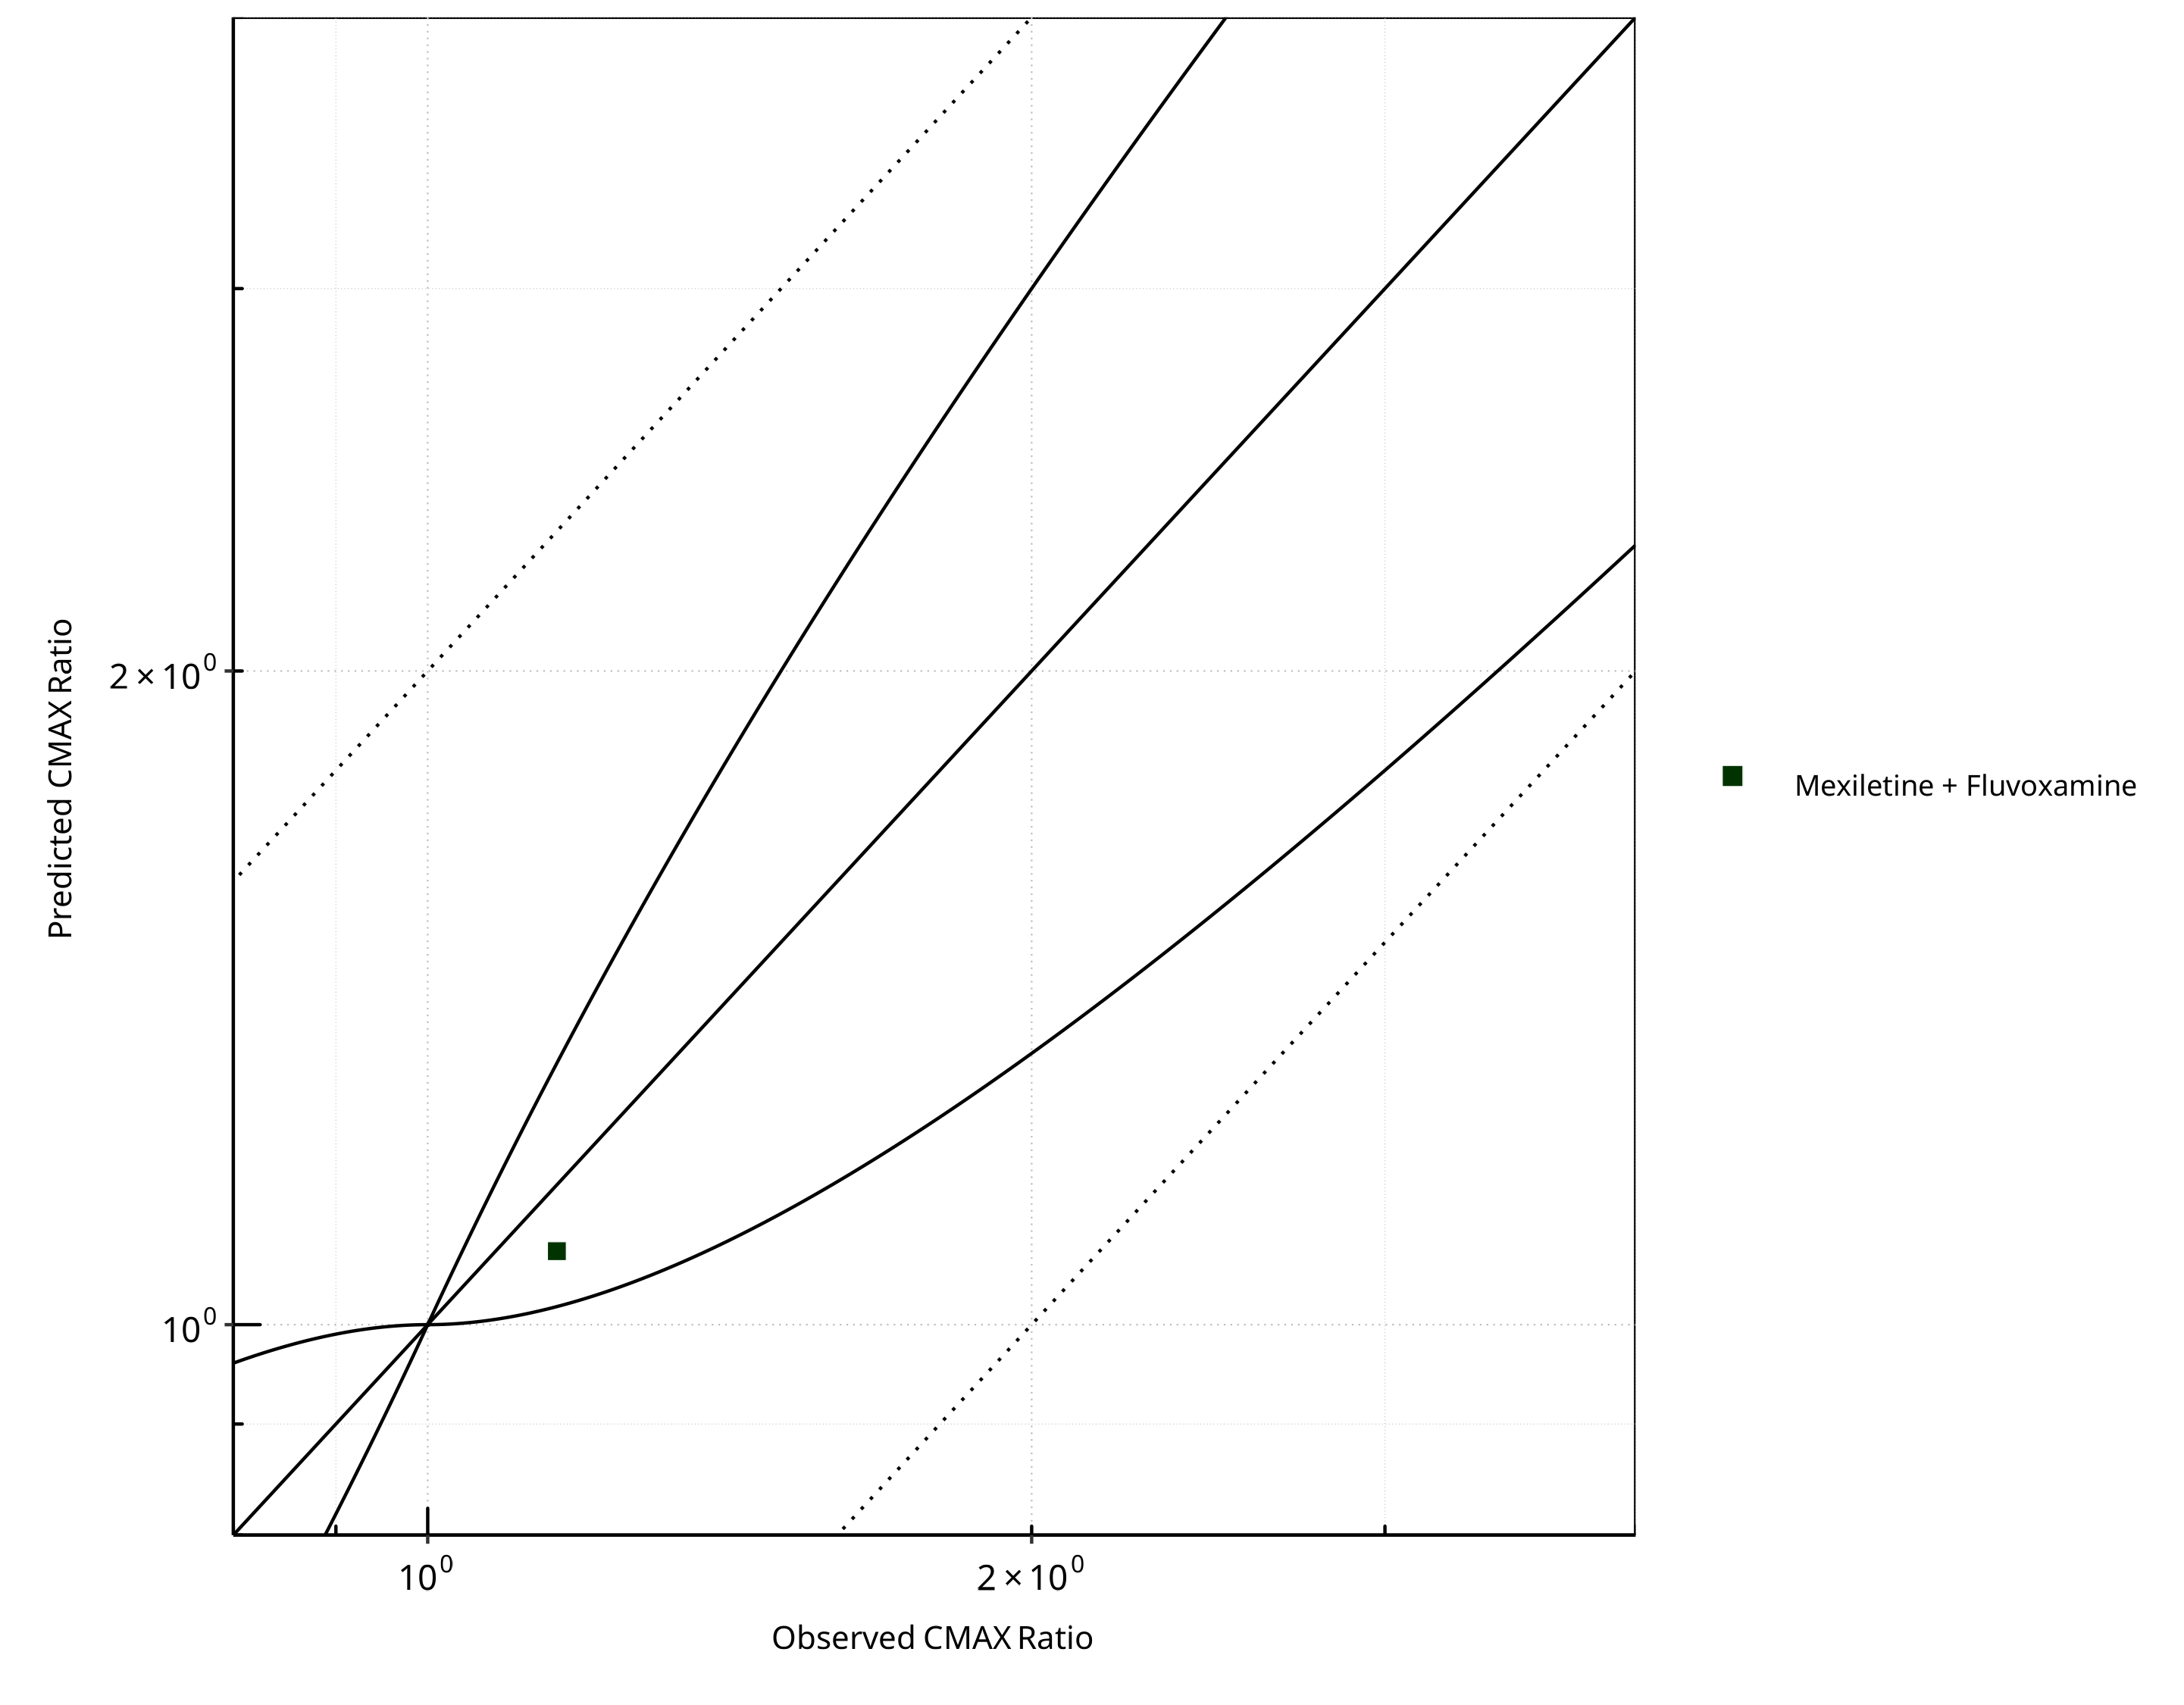 Predicted CMAX Ratio
2 × 10⁰
10⁰
10⁰
2 × 10⁰
Observed CMAX Ratio
Mexiletine + Fluvoxamine